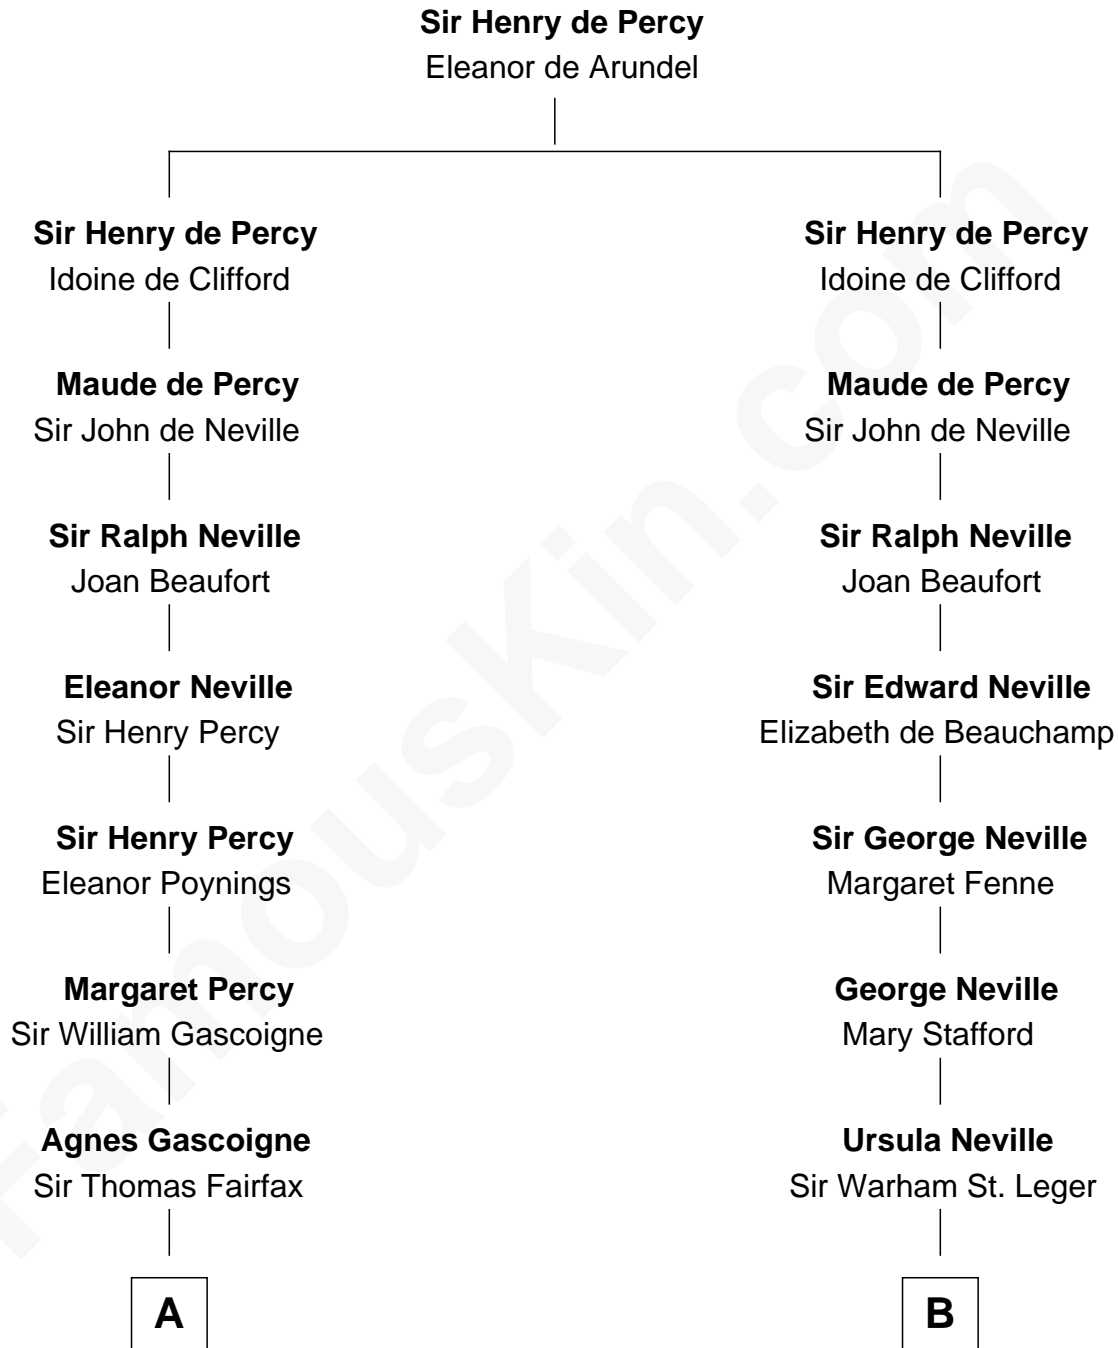 Sir Henry de Percy
Eleanor de Arundel
Sir Henry de Percy
Idoine de Clifford
Maude de Percy
Sir John de Neville
Sir Ralph Neville
Joan Beaufort
Eleanor Neville
Sir Henry Percy
Sir Henry Percy
Eleanor Poynings
Margaret Percy
Sir William Gascoigne
Agnes Gascoigne
Sir Thomas Fairfax
A
Sir Henry de Percy
Idoine de Clifford
Maude de Percy
Sir John de Neville
Sir Ralph Neville
Joan Beaufort
Sir Edward Neville
Elizabeth de Beauchamp
Sir George Neville
Margaret Fenne
George Neville
Mary Stafford
Ursula Neville
Sir Warham St. Leger
B
FamousKin.com